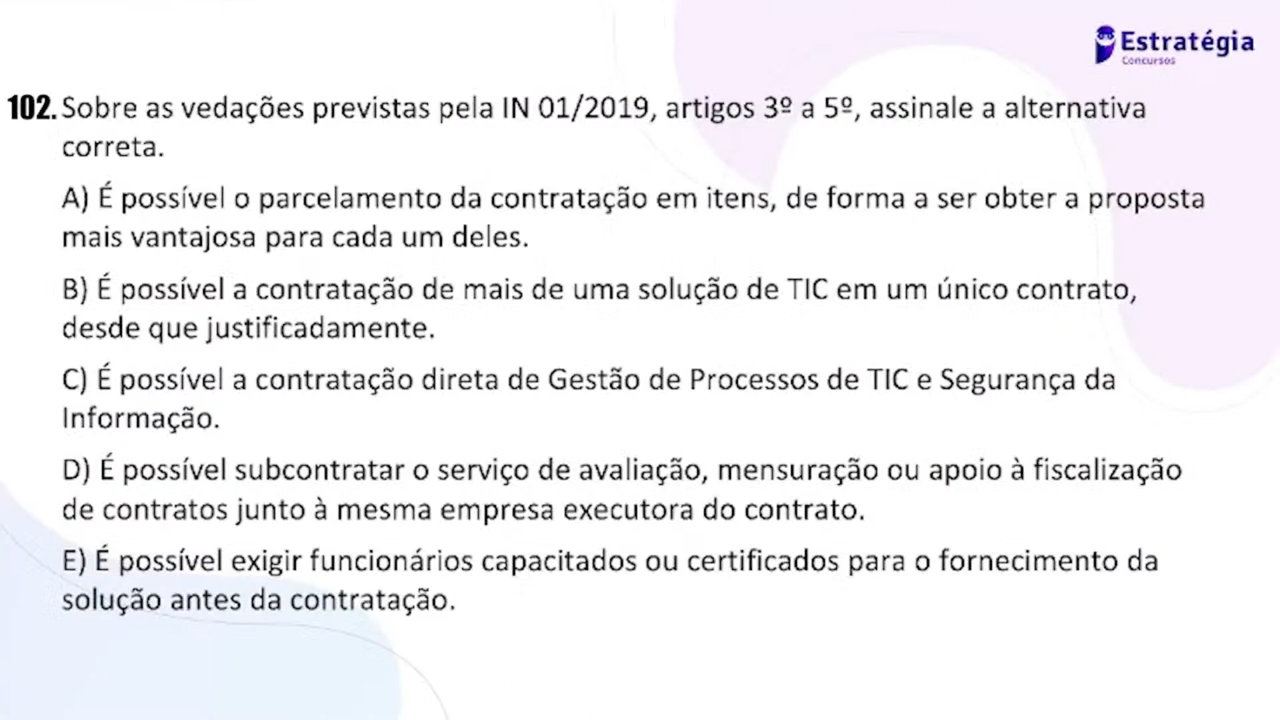 Estratégia
Concursos
102. Sobre as vedações previstas pela IN 01/2019, artigos 3º a 5º, assinale a alternativa
correta.
A) É possível o parcelamento da contratação em itens, de forma a ser obter a proposta
mais vantajosa para cada um deles.
B) É possível a contratação de mais de uma solução de TIC em um único contrato,
desde que justificadamente.
C) É possível a contratação direta de Gestão de Processos de TIC e Segurança da
Informação.
D) É possível subcontratar o serviço de avaliação, mensuração ou apoio à fiscalização
de contratos junto à mesma empresa executora do contrato.
E) É possível exigir funcionários capacitados ou certificados para o fornecimento da
solução antes da contratação.